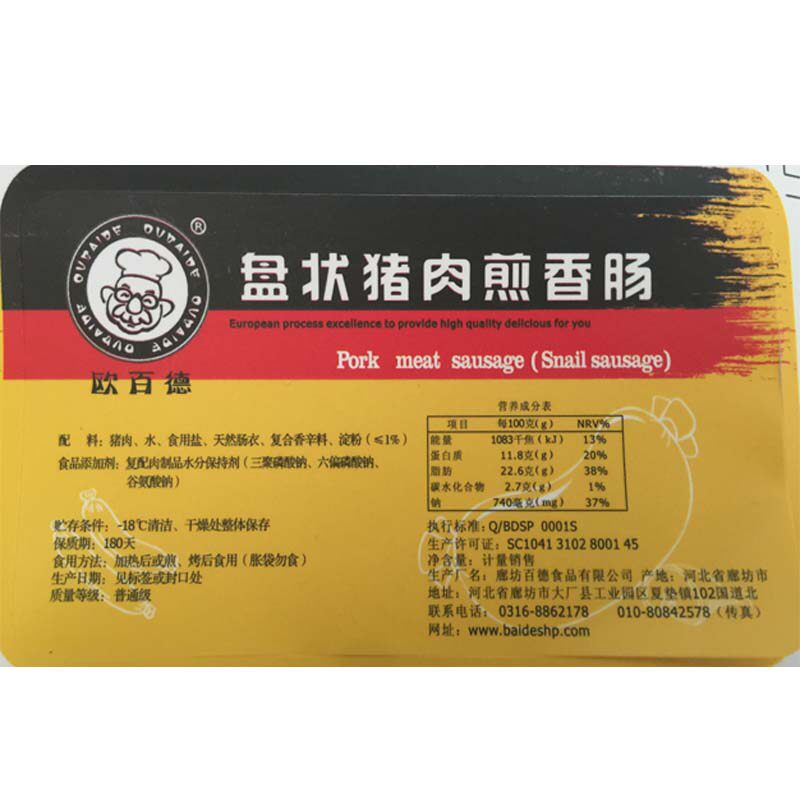 OUBAIDE OUBAIDE OUBAIDE OUBAIDE
®
欧百德
盘状猪肉煎香肠
European process excellence to provide high quality delicious for you
Pork meat sausage (Snail sausage)
配 料：猪肉、水、食用盐、天然肠衣、复合香辛料、淀粉（≤1%）
食品添加剂：复配肉制品水分保持剂（三聚磷酸钠、六偏磷酸钠、
谷氨酸钠）
贮存条件：-18℃清洁、干燥处整体保存
保质期：180天
食用方法：加热后或煎、烤后食用（胀袋勿食）
生产日期：见标签或封口处
质量等级：普通级
营养成分表
项目 每100克(g) NRV%
能量 1083千焦(kJ) 13%
蛋白质 11.8克(g) 20%
脂肪 22.6克(g) 38%
碳水化合物 2.7克(g) 1%
钠 740毫克(mg) 37%
执行标准：Q/BDSP 0001S
生产许可证：SC1041 3102 8001 45
净含量：计量销售
生产厂名：廊坊百德食品有限公司 产地：河北省廊坊市
地址：河北省廊坊市大厂县工业园区夏垫镇102国道北
联系电话：0316-8862178 010-80842578（传真）
网址：www.baideshp.com